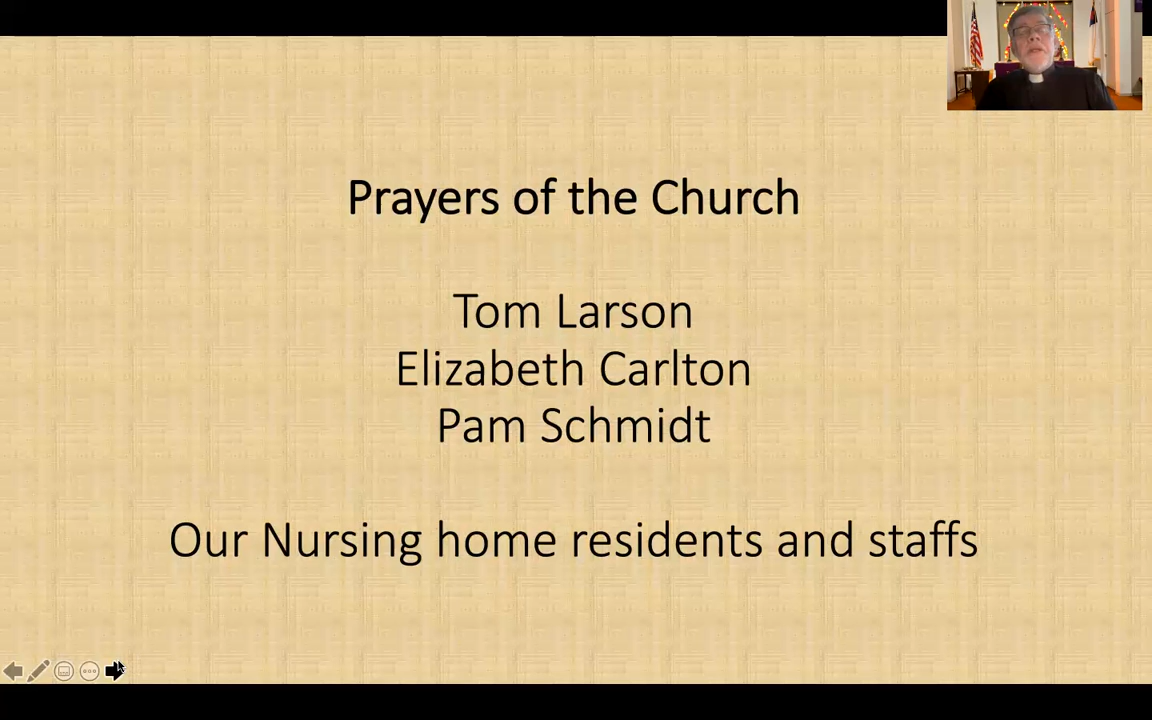 Prayers of the Church
Tom Larson
Elizabeth Carlton
Pam Schmidt
Our Nursing home residents and staffs